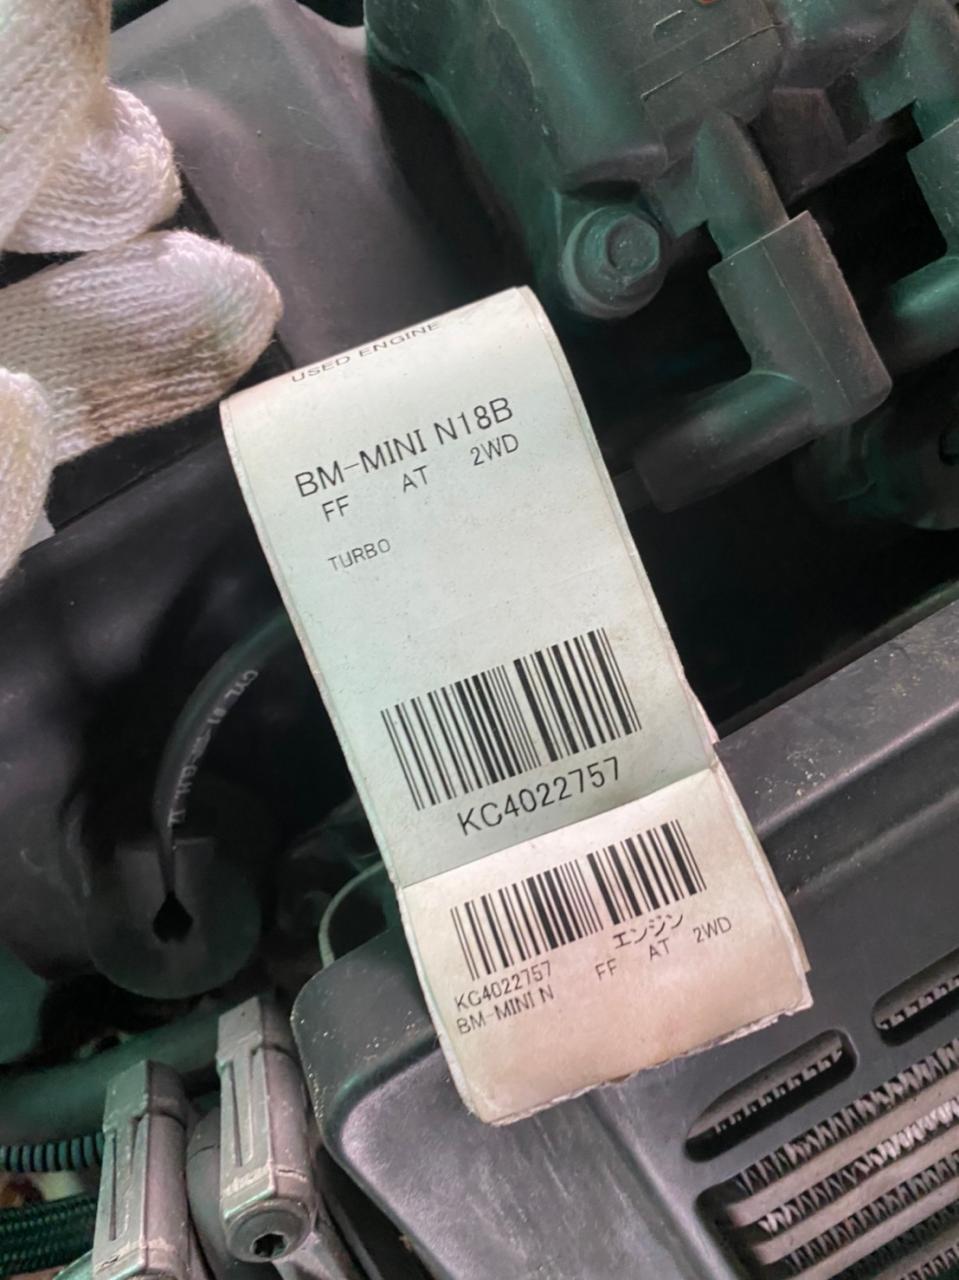 USED ENGINE
BM-MINI N18B
FF AT 2WD
TURBO
KC4022757
エンジン
KC4022757 FF AT 2WD
BM-MINI N